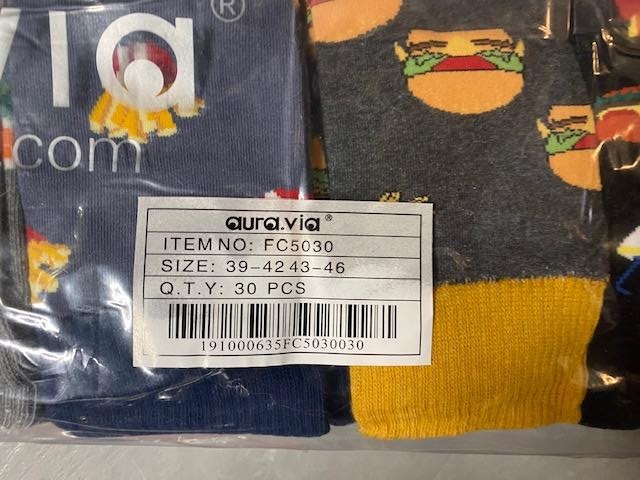 via®
.com
aura.via®
ITEM NO: FC5030
SIZE: 39-42 43-46
Q.T.Y: 30 PCS
191000635FC5030030